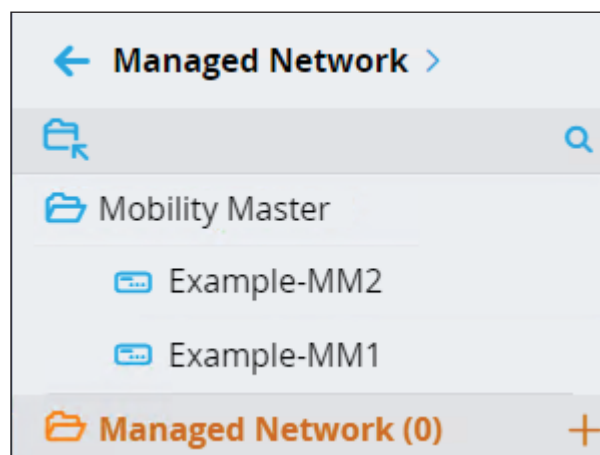 Managed Network >
Mobility Master
Example-MM2
Example-MM1
Managed Network (0) +